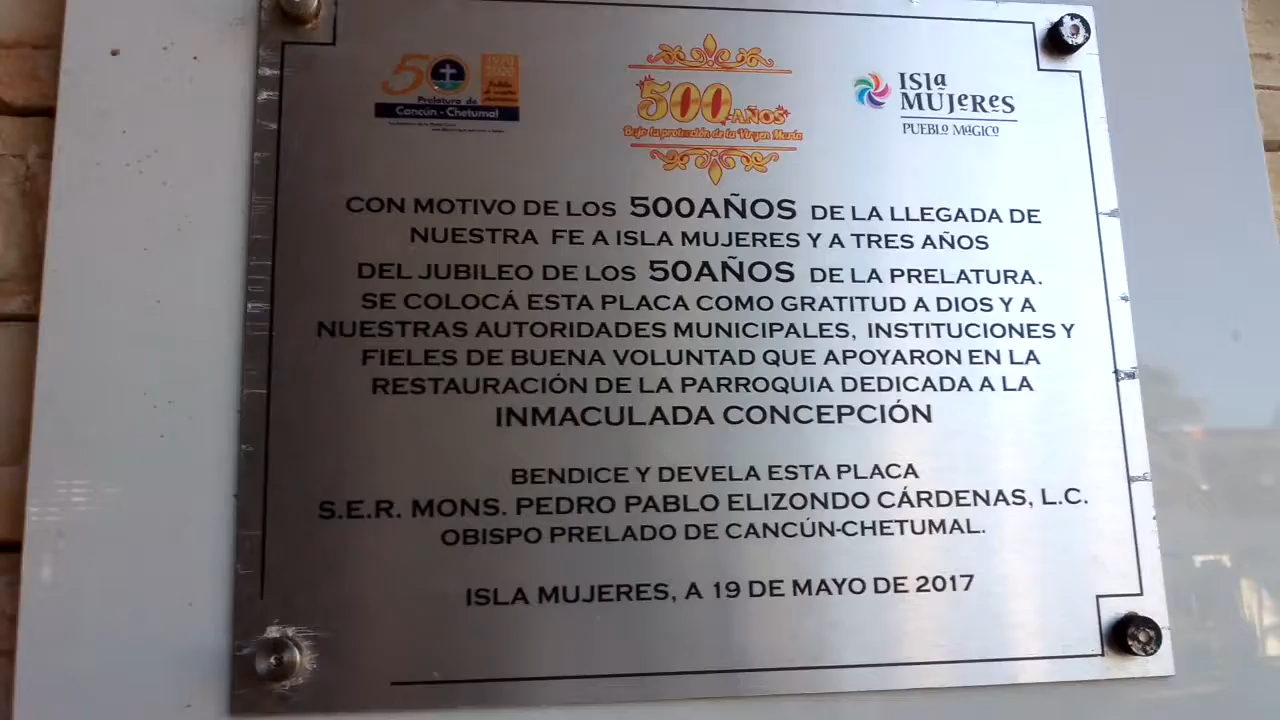 50
1970
2020
Prelatura de
Cancún - Chetumal
500 AÑOS
Bajo la protección de la Virgen María
ISla
MUJeReS
PUEBLO MáGICO
CON MOTIVO DE LOS 500AÑOS DE LA LLEGADA DE
NUESTRA FE A ISLA MUJERES Y A TRES AÑOS
DEL JUBILEO DE LOS 50AÑOS DE LA PRELATURA.
SE COLOCÁ ESTA PLACA COMO GRATITUD A DIOS Y A
NUESTRAS AUTORIDADES MUNICIPALES, INSTITUCIONES Y
FIELES DE BUENA VOLUNTAD QUE APOYARON EN LA
RESTAURACIÓN DE LA PARROQUIA DEDICADA A LA
INMACULADA CONCEPCIÓN
BENDICE Y DEVELA ESTA PLACA
S.E.R. MONS. PEDRO PABLO ELIZONDO CÁRDENAS, L.C.
OBISPO PRELADO DE CANCÚN-CHETUMAL.
ISLA MUJERES, A 19 DE MAYO DE 2017